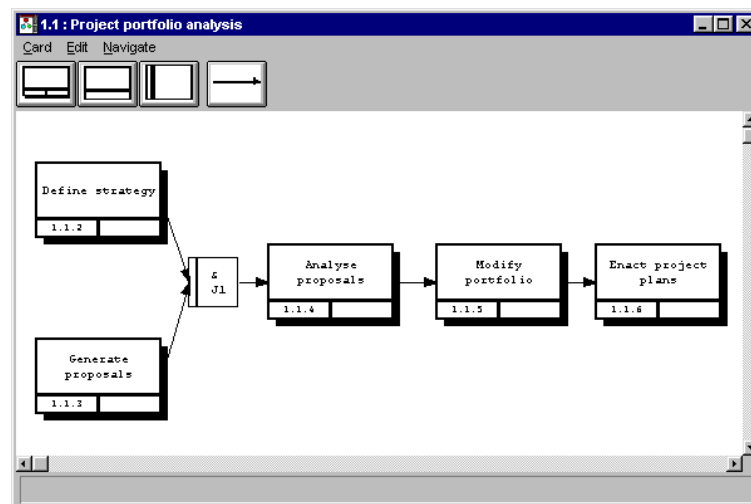 1.1 : Project portfolio analysis
Card Edit Navigate
Define strategy
1.1.2
&
J1
Analyse
proposals
1.1.4
Modify
portfolio
1.1.5
Enact project
plans
1.1.6
Generate
proposals
1.1.3